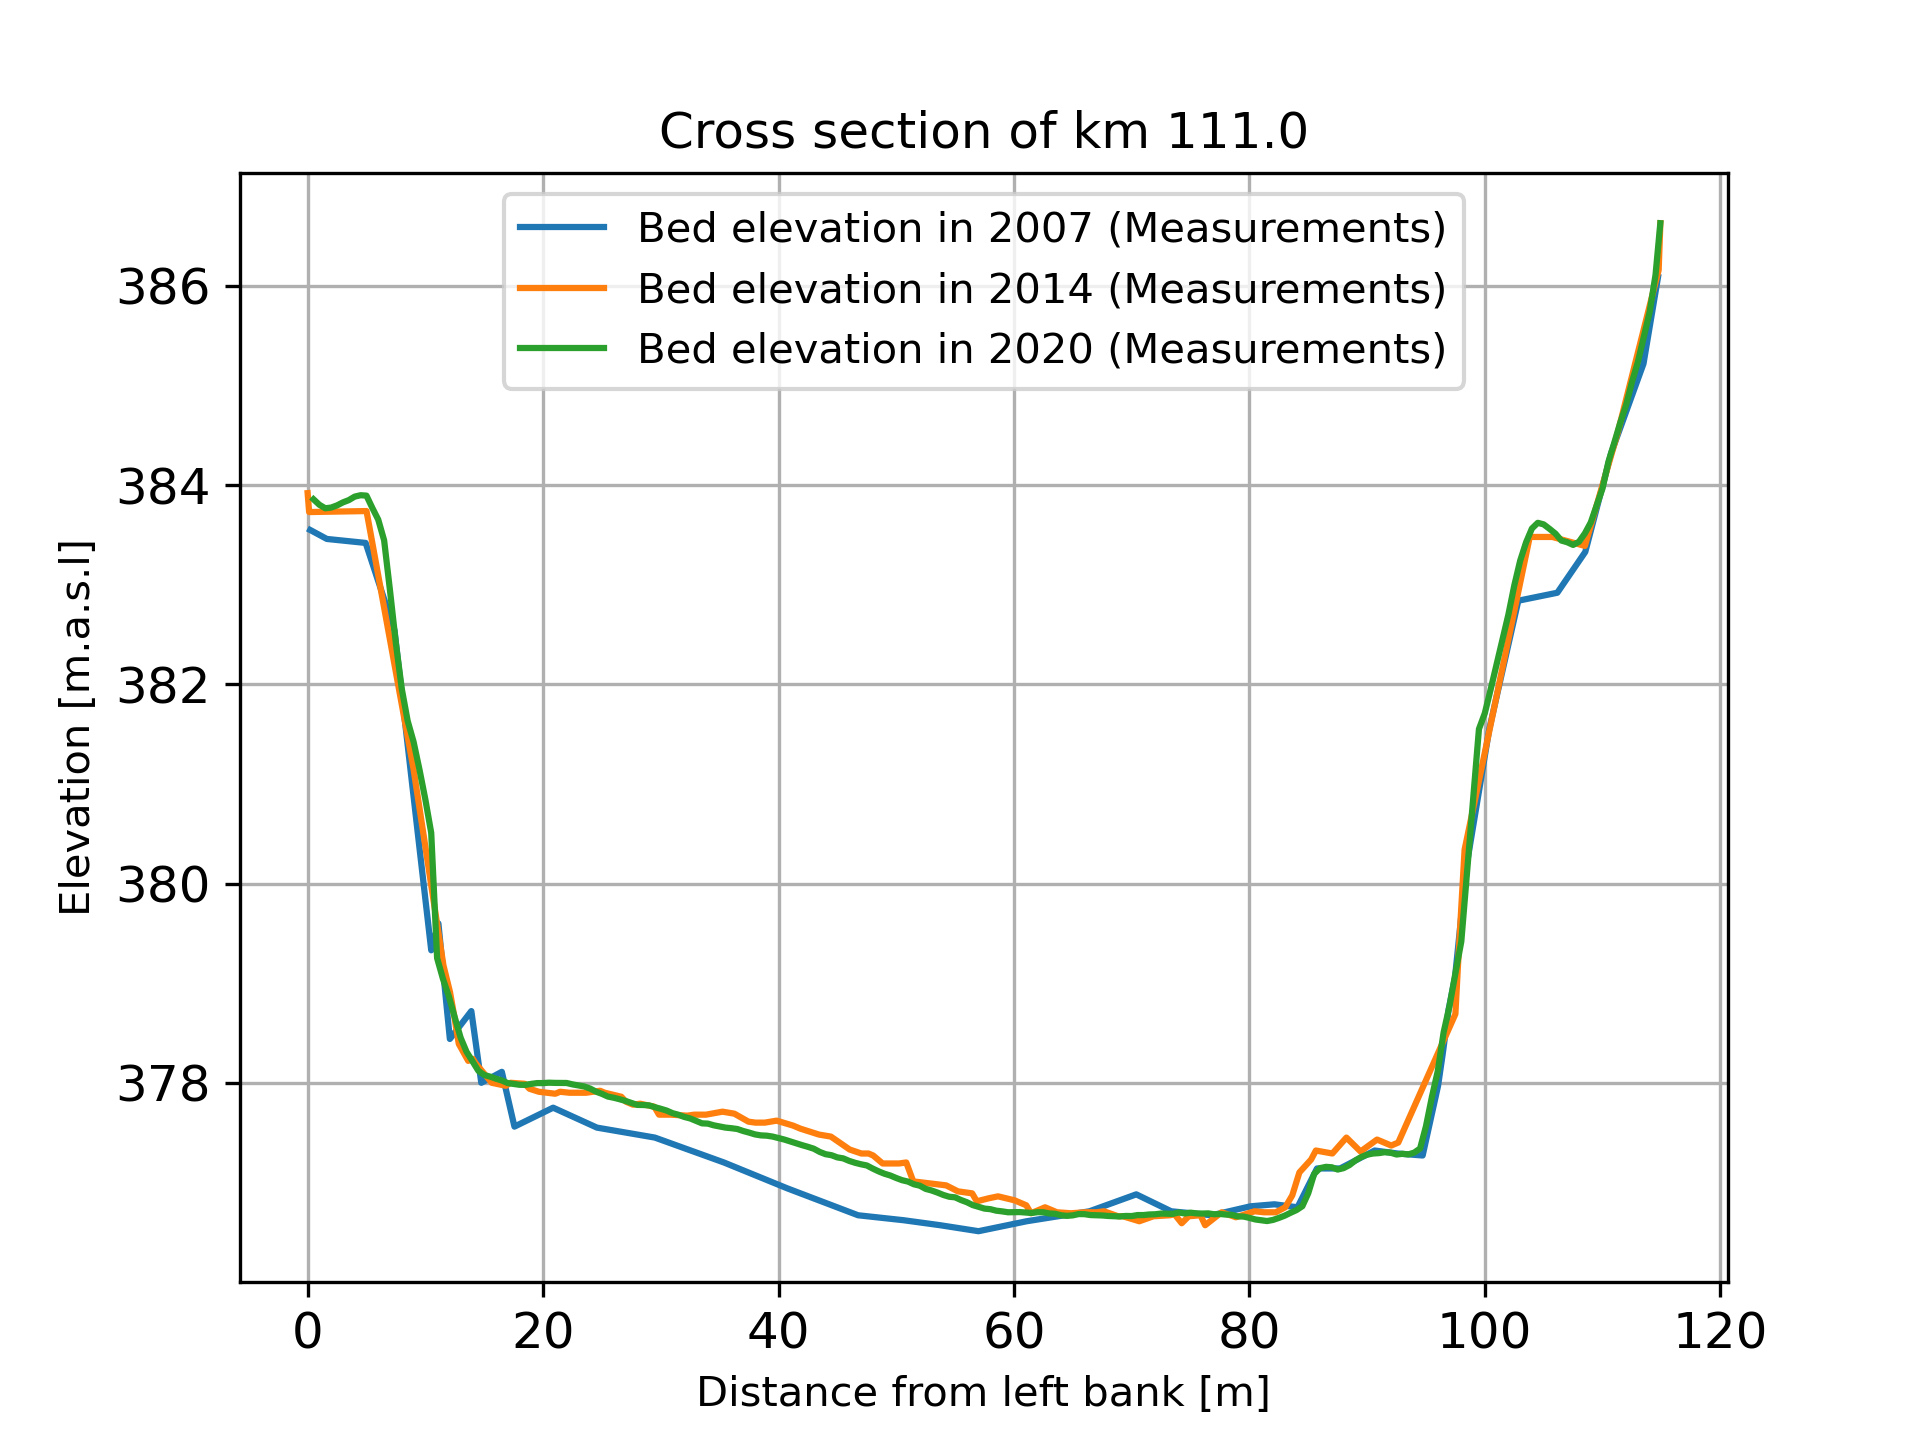 Cross section of km 111.0
Bed elevation in 2007 (Measurements)
Bed elevation in 2014 (Measurements)
Bed elevation in 2020 (Measurements)
Elevation [m.a.s.l]
386
384
382
380
378
0 20 40 60 80 100 120
Distance from left bank [m]